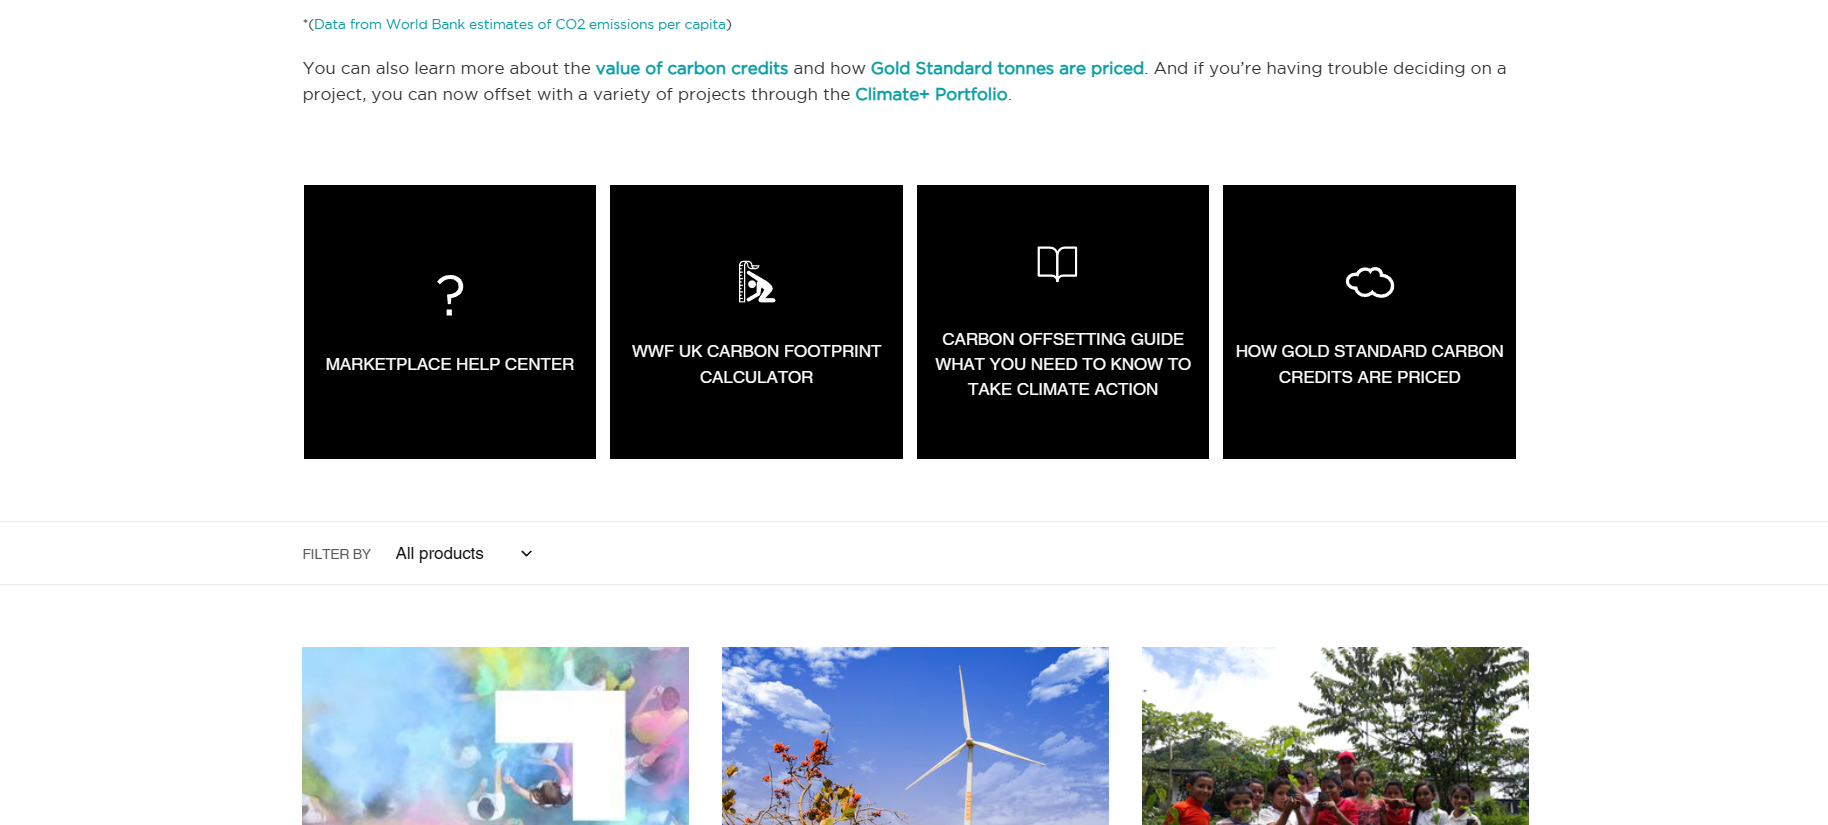 *(Data from World Bank estimates of CO2 emissions per capita)
You can also learn more about the value of carbon credits and how Gold Standard tonnes are priced. And if you’re having trouble deciding on a
project, you can now offset with a variety of projects through the Climate+ Portfolio.
?
MARKETPLACE HELP CENTER
WWF UK CARBON FOOTPRINT
CALCULATOR
CARBON OFFSETTING GUIDE
WHAT YOU NEED TO KNOW TO
TAKE CLIMATE ACTION
HOW GOLD STANDARD CARBON
CREDITS ARE PRICED
FILTER BY All products